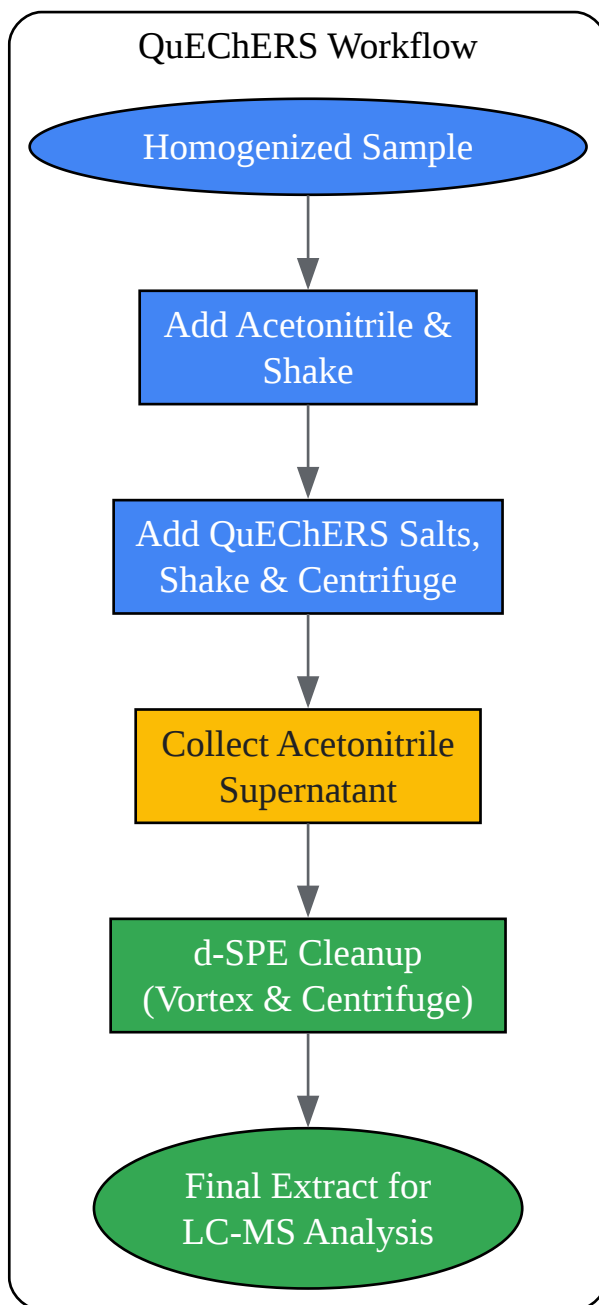 QuEChERS Workflow
Homogenized Sample
Add Acetonitrile &
Shake
Add QuEChERS Salts,
Shake & Centrifuge
Collect Acetonitrile
Supernatant
d-SPE Cleanup
(Vortex & Centrifuge)
Final Extract for
LC-MS Analysis